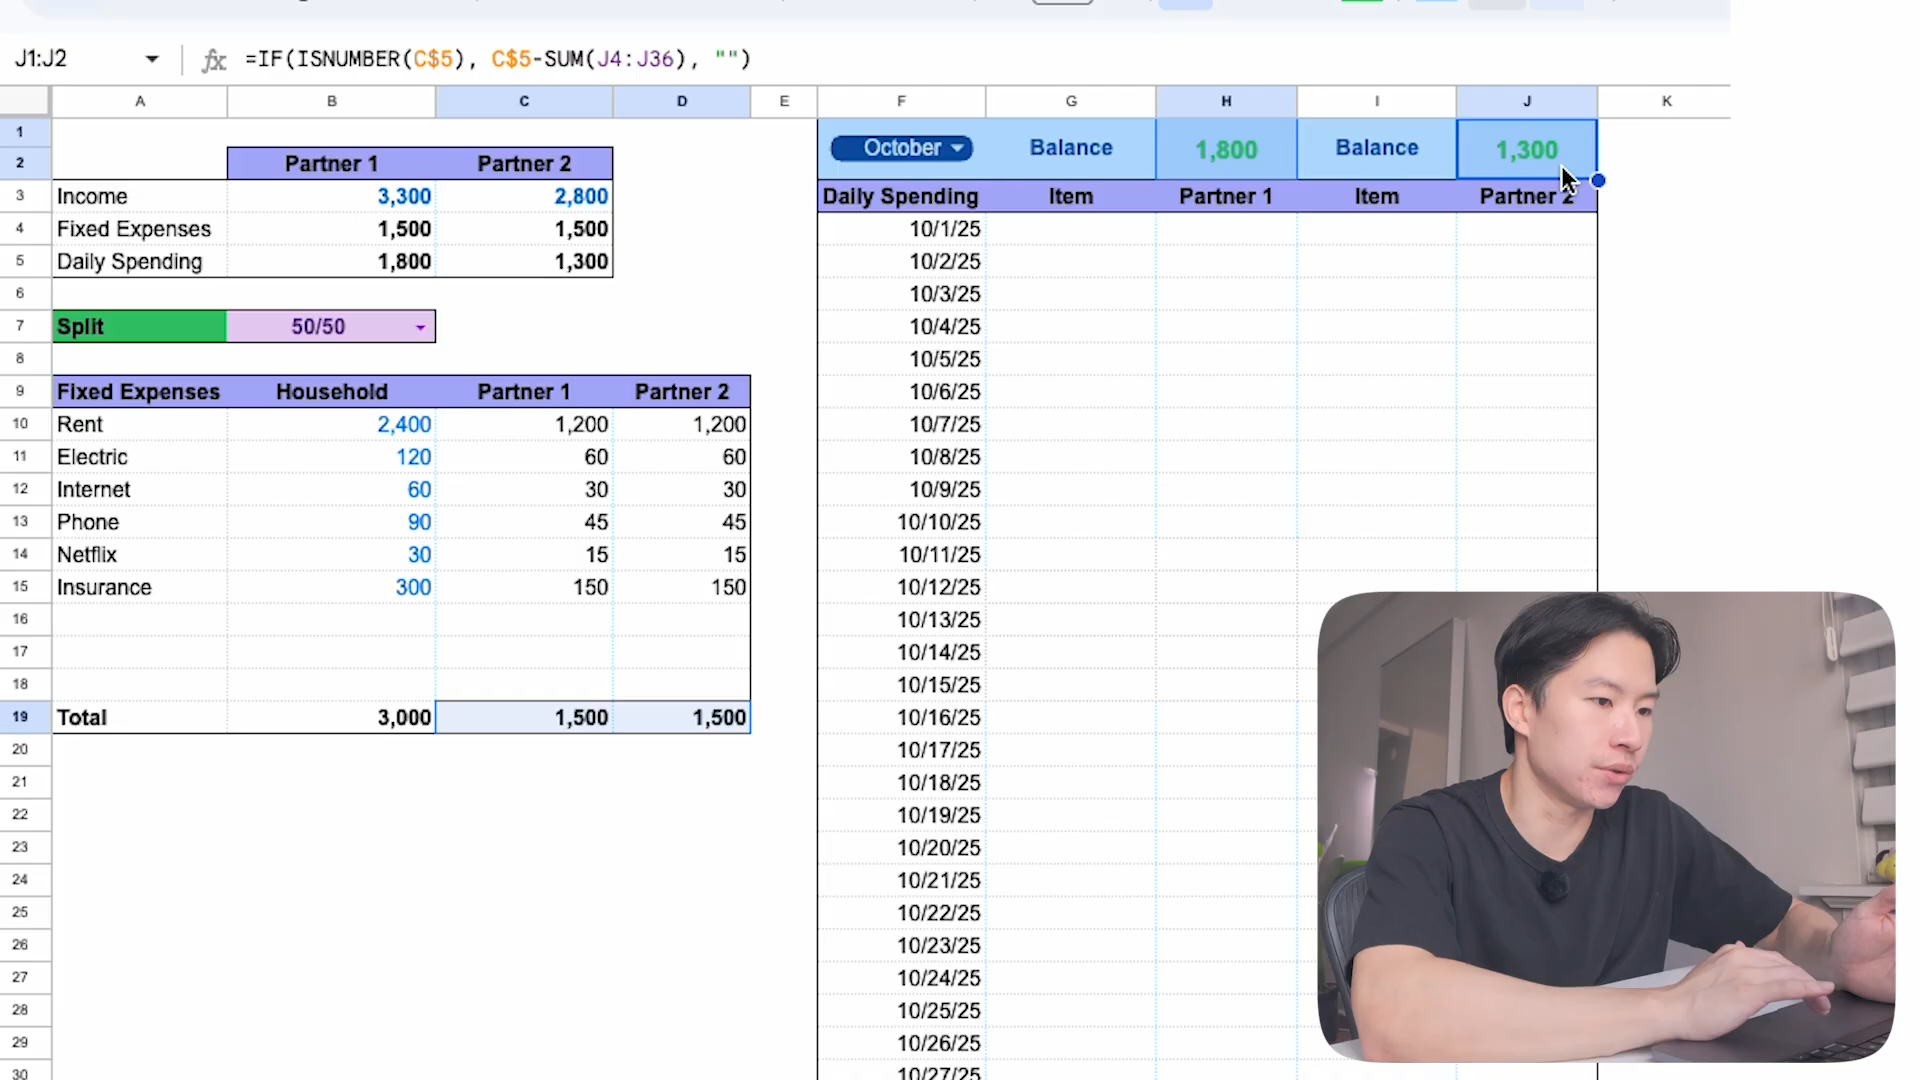 J1:J2 fx =IF(ISNUMBER(C$5), C$5-SUM(J4:J36), "")
A B C D E F G H I J K
1 October Balance 1,800 Balance 1,300
2 Partner 1 Partner 2
3 Income 3,300 2,800 Daily Spending Item Partner 1 Item Partner 2
4 Fixed Expenses 1,500 1,500 10/1/25
5 Daily Spending 1,800 1,300 10/2/25
6 10/3/25
7 Split 50/50 10/4/25
8 10/5/25
9 Fixed Expenses Household Partner 1 Partner 2 10/6/25
10 Rent 2,400 1,200 1,200 10/7/25
11 Electric 120 60 60 10/8/25
12 Internet 60 30 30 10/9/25
13 Phone 90 45 45 10/10/25
14 Netflix 30 15 15 10/11/25
15 Insurance 300 150 150 10/12/25
16 10/13/25
17 10/14/25
18 10/15/25
19 Total 3,000 1,500 1,500 10/16/25
20 10/17/25
21 10/18/25
22 10/19/25
23 10/20/25
24 10/21/25
25 10/22/25
26 10/23/25
27 10/24/25
28 10/25/25
29 10/26/25
30 10/27/25